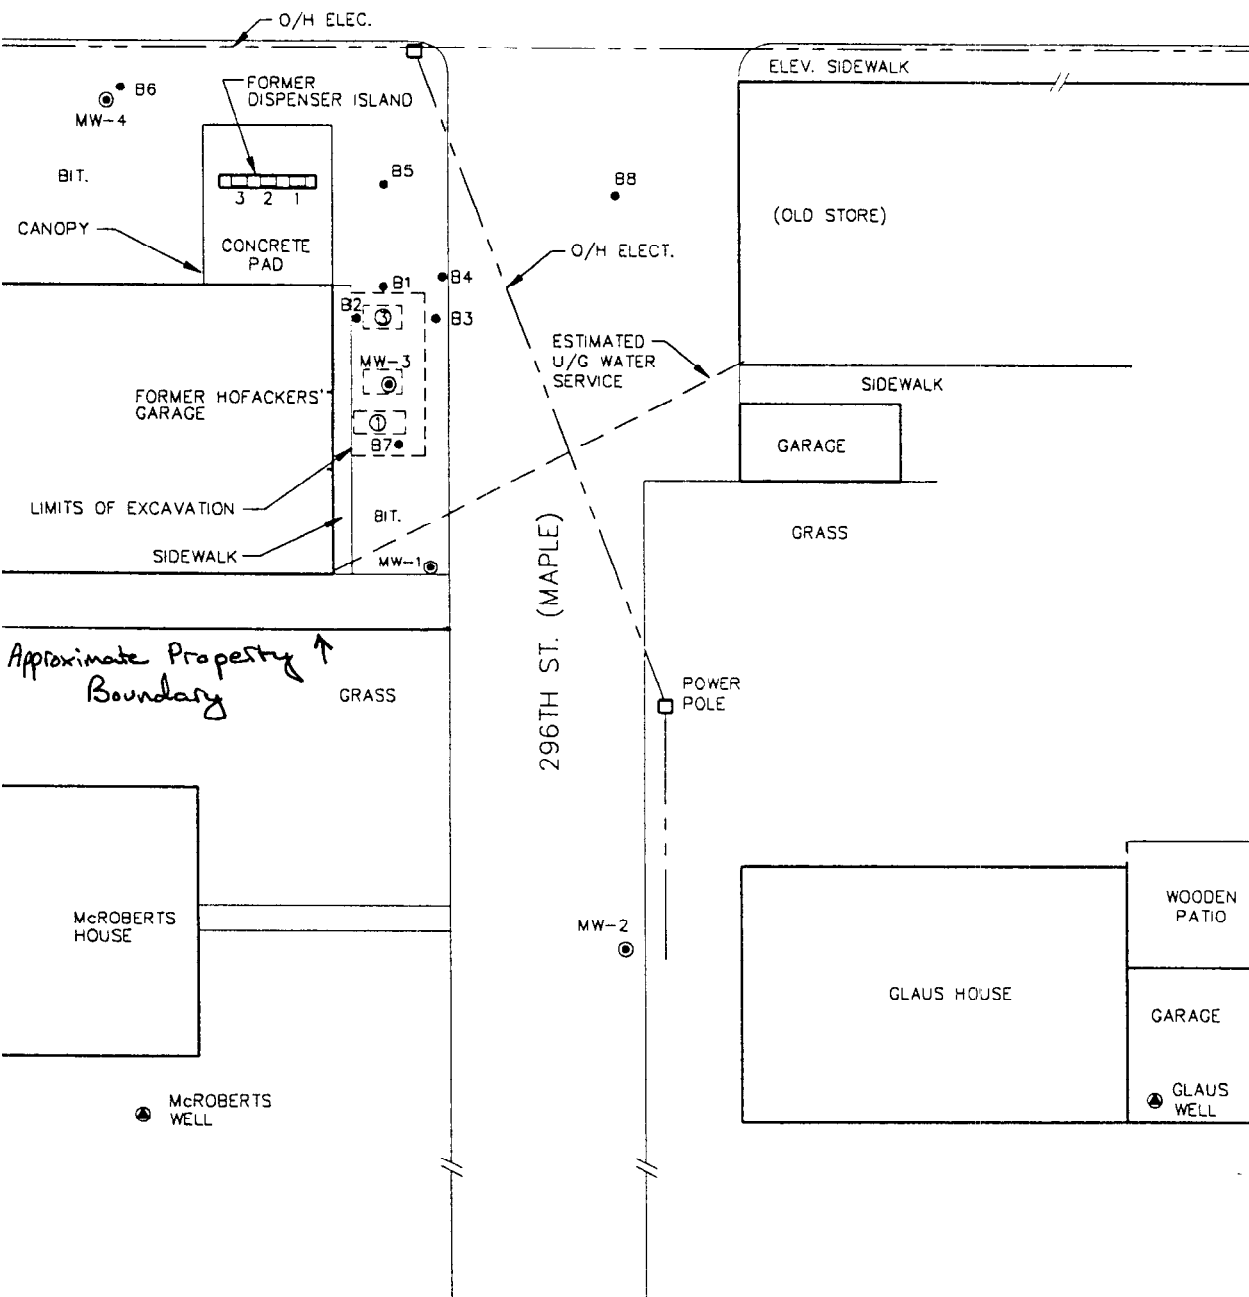 O/H ELEC.
ELEV. SIDEWALK
B6
MW-4
FORMER
DISPENSER ISLAND
BIT.
B5
B8
3 2 1
(OLD STORE)
CANOPY
CONCRETE
PAD
O/H ELECT.
B4
B1
B2
3
B3
ESTIMATED
U/G WATER
SERVICE
MW-3
SIDEWALK
FORMER HOFACKERS'
GARAGE
1
B7
GARAGE
LIMITS OF EXCAVATION
BIT.
GRASS
SIDEWALK
MW-1
296TH ST. (MAPLE)
Approximate Property ↑
Boundary
GRASS
POWER
POLE
McROBERTS
HOUSE
MW-2
WOODEN
PATIO
GLAUS HOUSE
GARAGE
McROBERTS
WELL
GLAUS
WELL